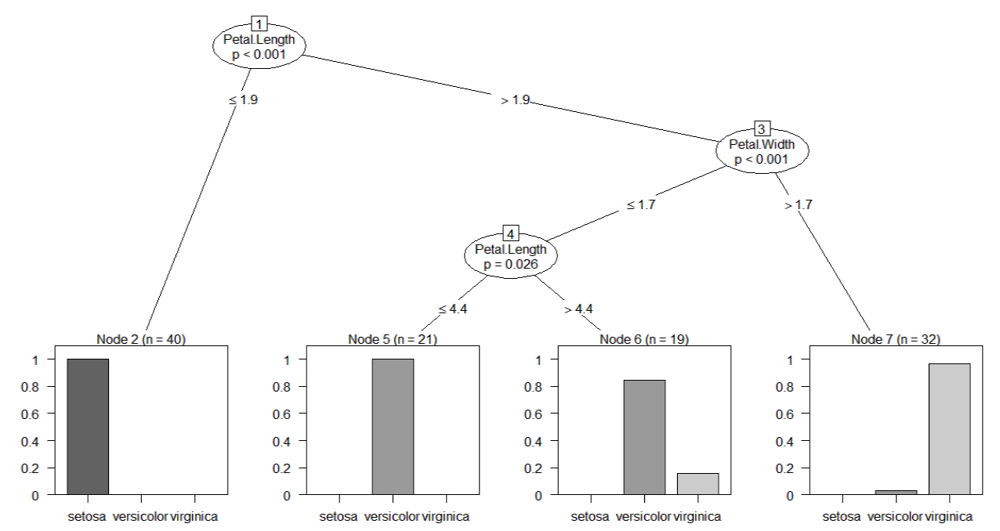 1
Petal.Length
p < 0.001
≤ 1.9
> 1.9
3
Petal.Width
p < 0.001
≤ 1.7
> 1.7
4
Petal.Length
p = 0.026
≤ 4.4
> 4.4
Node 2 (n = 40)
1
0.8
0.6
0.4
0.2
0
setosa versicolor virginica
Node 5 (n = 21)
1
0.8
0.6
0.4
0.2
0
setosa versicolor virginica
Node 6 (n = 19)
1
0.8
0.6
0.4
0.2
0
setosa versicolor virginica
Node 7 (n = 32)
1
0.8
0.6
0.4
0.2
0
setosa versicolor virginica